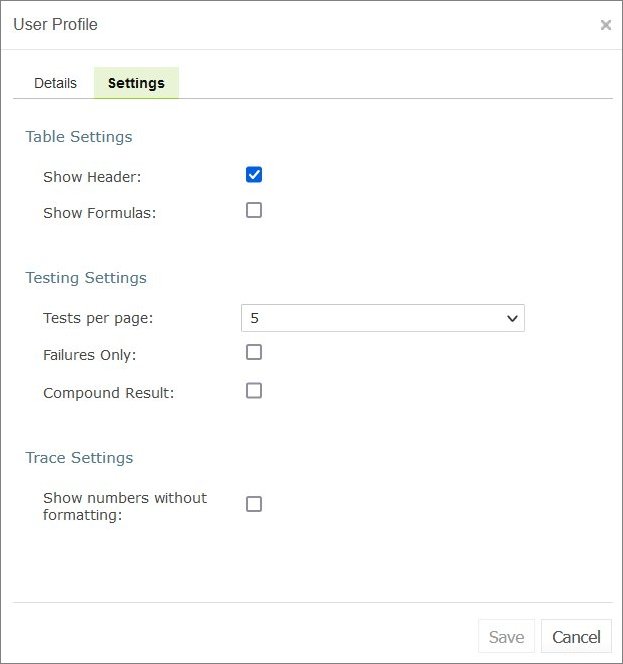 User Profile ×
Details Settings
Table Settings
Show Header:
Show Formulas:
Testing Settings
Tests per page: 5
Failures Only:
Compound Result:
Trace Settings
Show numbers without
formatting:
Save Cancel